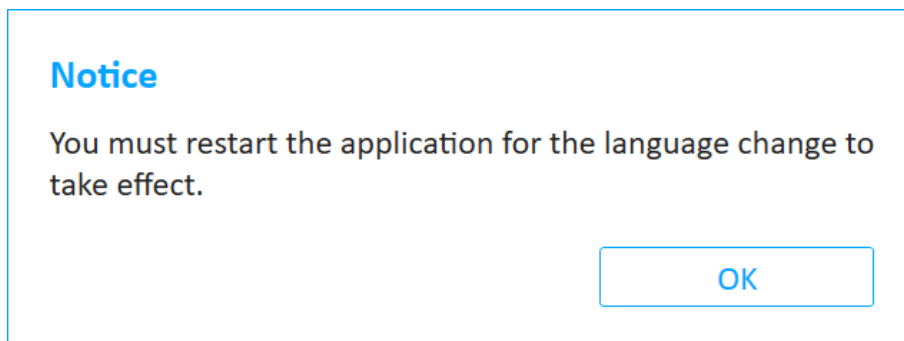 Notice
You must restart the application for the language change to
take effect.
OK